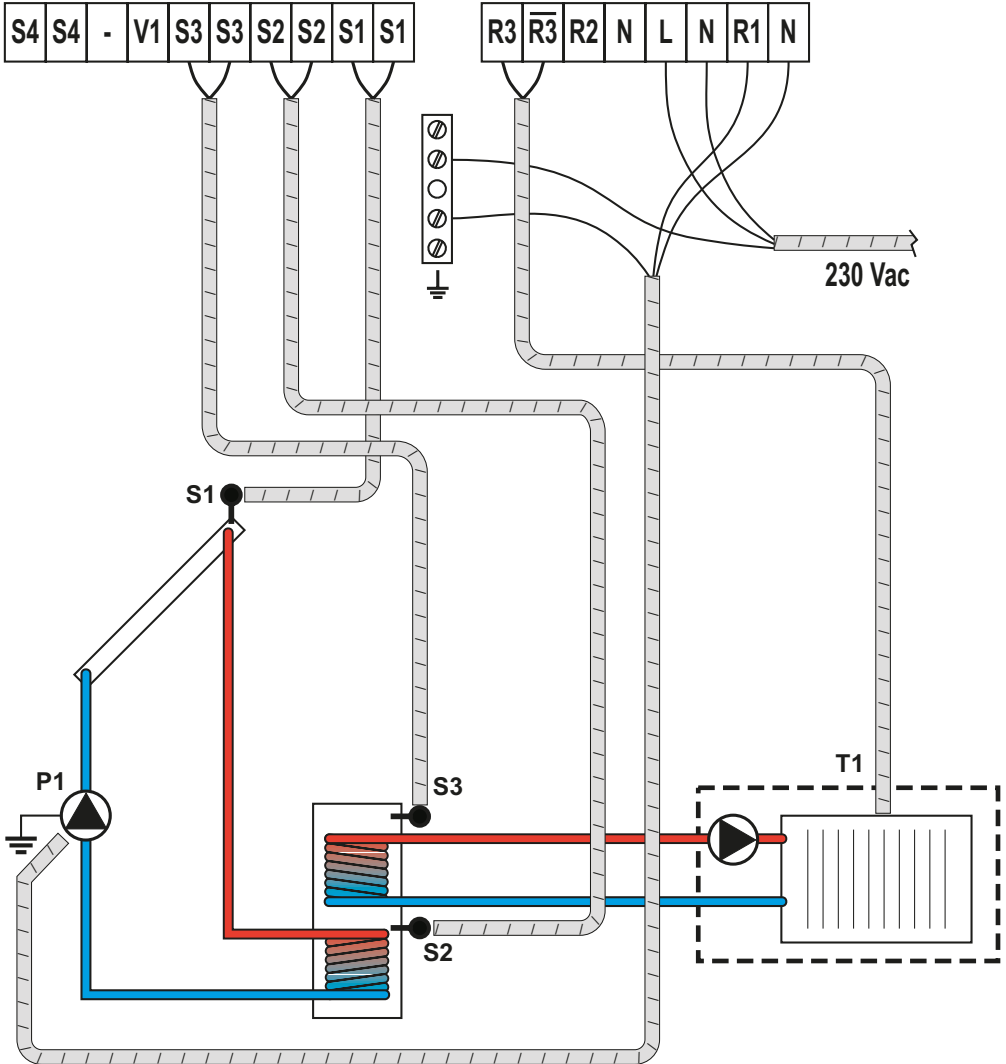 S4 S4 - V1 S3 S3 S2 S2 S1 S1 R3 R̅3̅ R2 N L N R1 N
230 Vac
S1
P1
S3
T1
S2